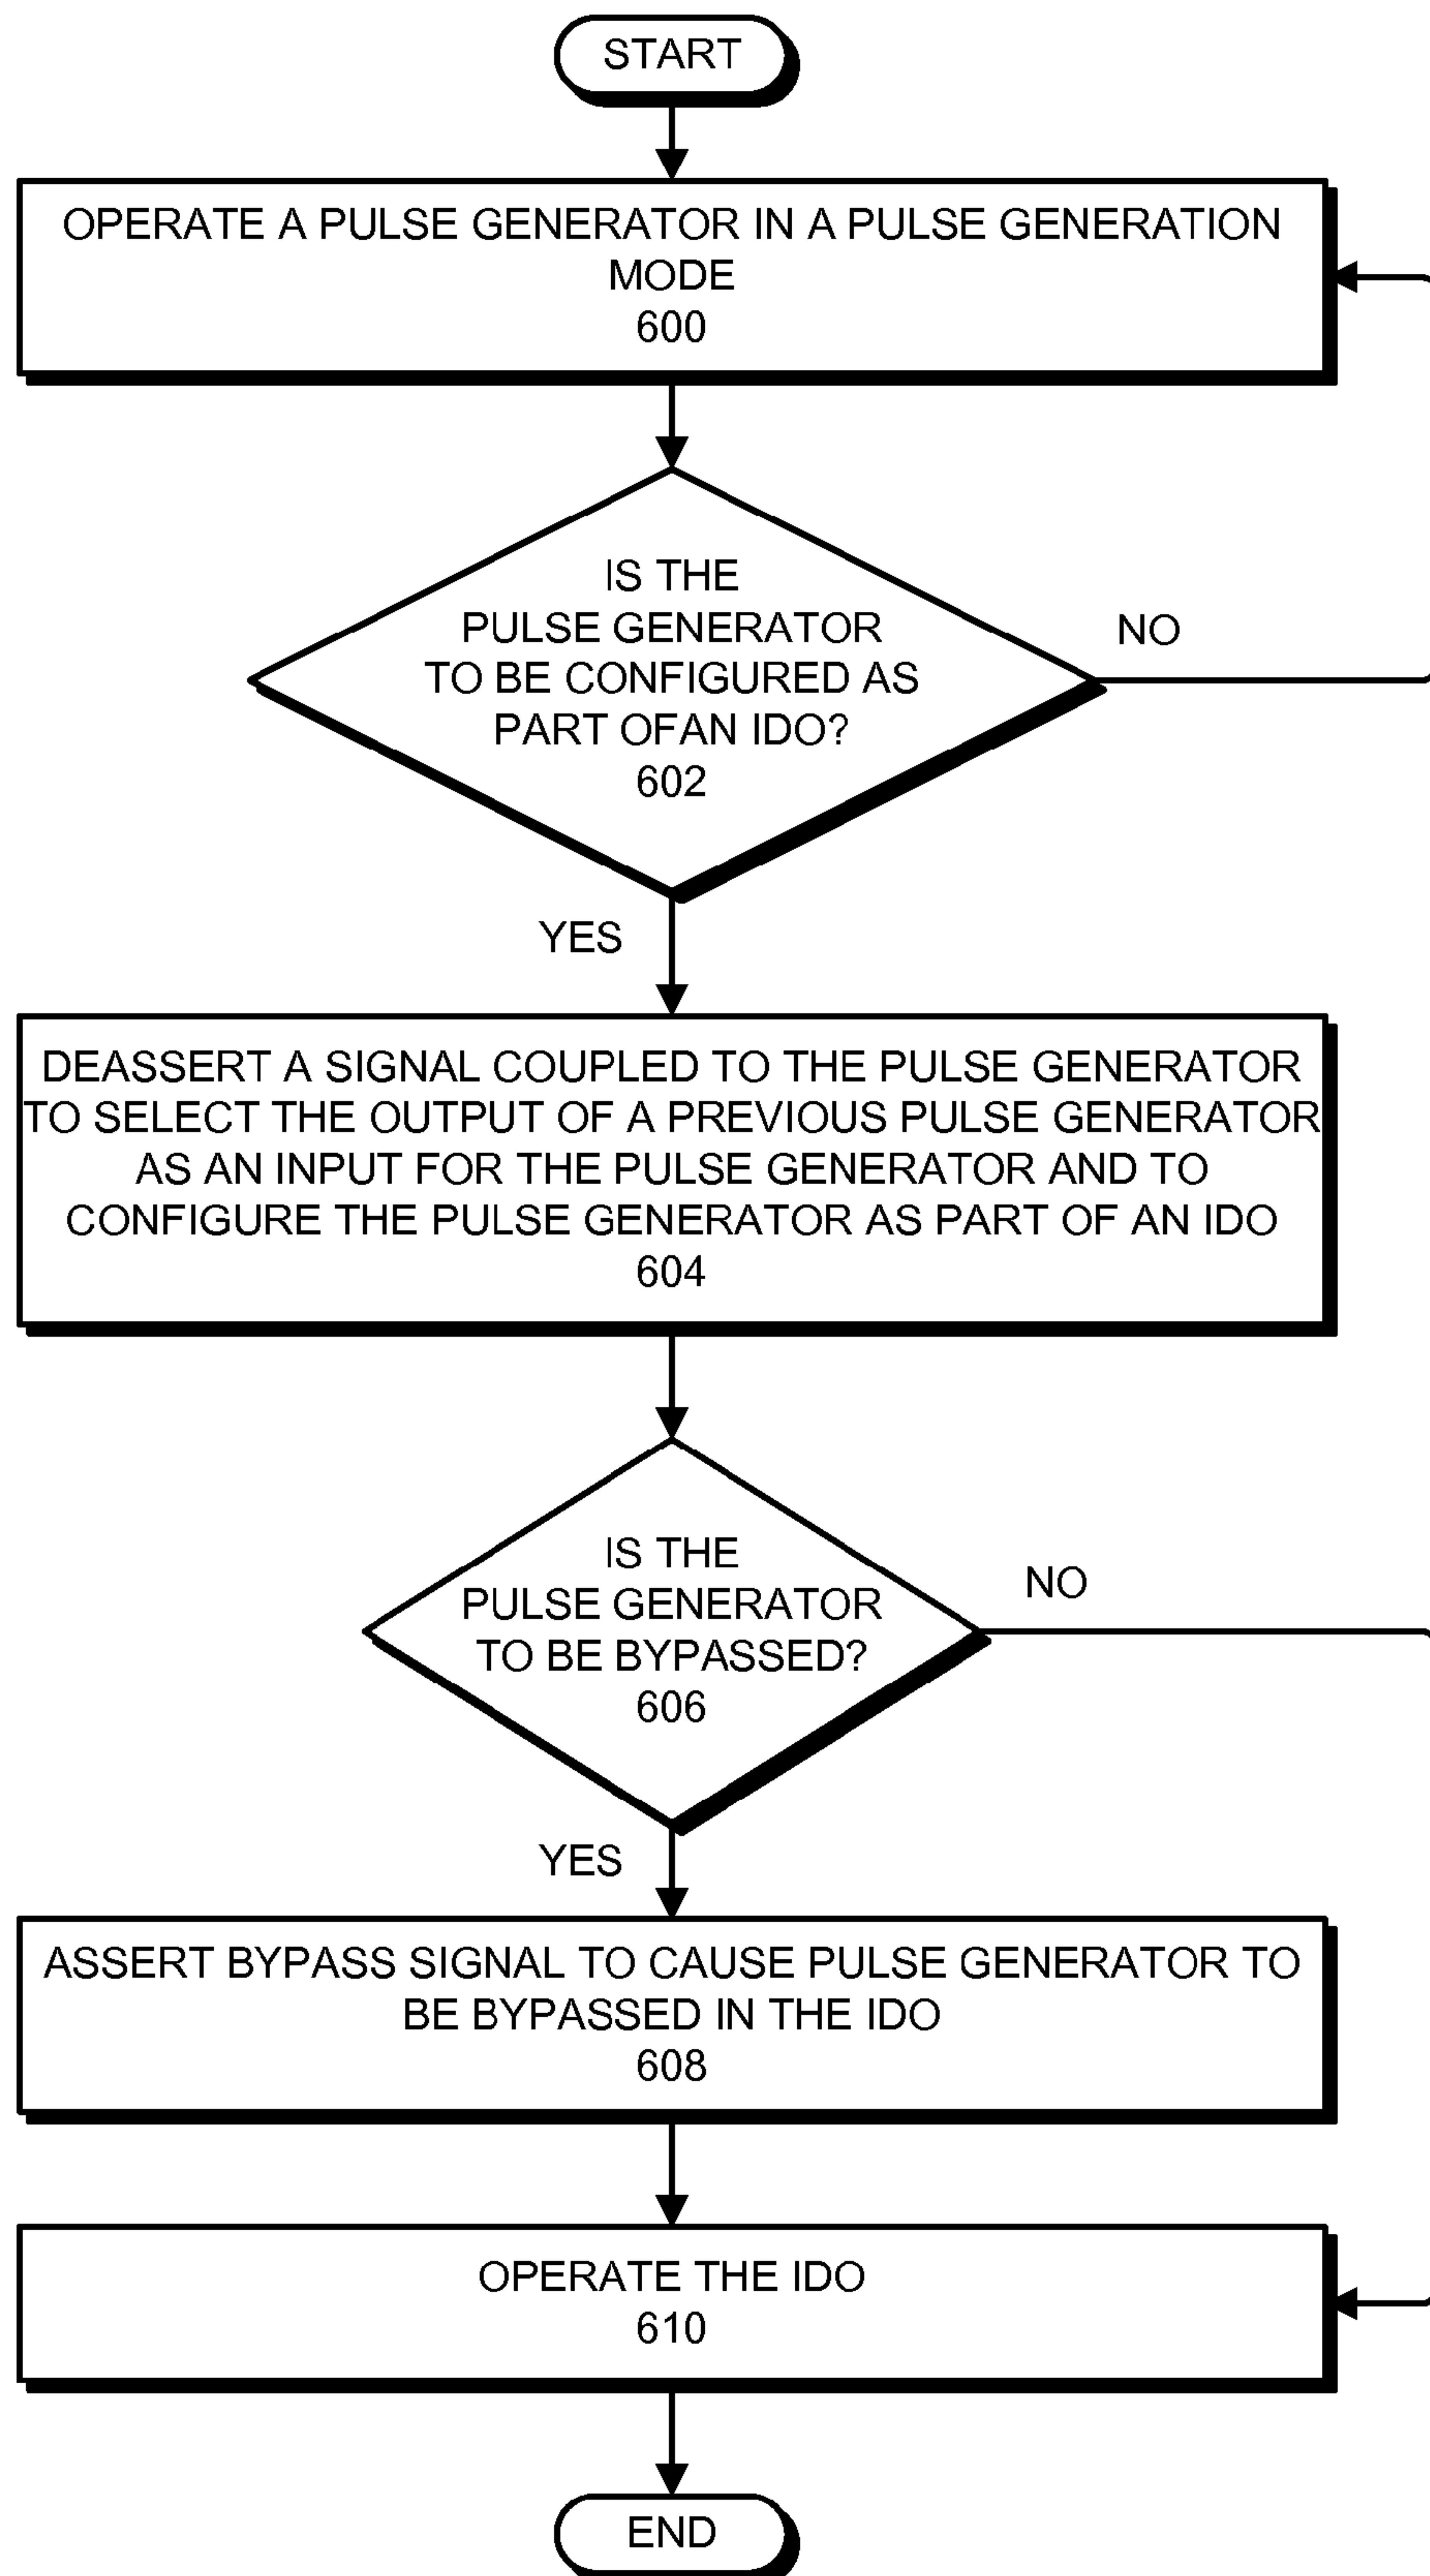 START
OPERATE A PULSE GENERATOR IN A PULSE GENERATION
MODE
600
IS THE
PULSE GENERATOR
TO BE CONFIGURED AS
PART OFAN IDO?
602
NO
YES
DEASSERT A SIGNAL COUPLED TO THE PULSE GENERATOR
TO SELECT THE OUTPUT OF A PREVIOUS PULSE GENERATOR
AS AN INPUT FOR THE PULSE GENERATOR AND TO
CONFIGURE THE PULSE GENERATOR AS PART OF AN IDO
604
IS THE
PULSE GENERATOR
TO BE BYPASSED?
606
NO
YES
ASSERT BYPASS SIGNAL TO CAUSE PULSE GENERATOR TO
BE BYPASSED IN THE IDO
608
OPERATE THE IDO
610
END